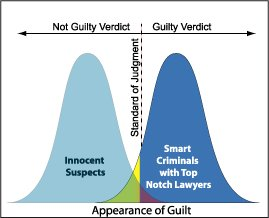 Not Guilty Verdict
Guilty Verdict
Standard of Judgment
Innocent
Suspects
Smart
Criminals
with Top
Notch Lawyers
Appearance of Guilt